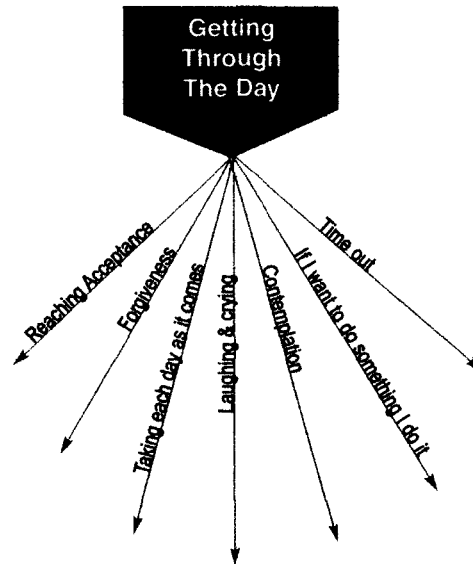 Getting
Through
The Day
Reaching Acceptance
Forgiveness
Taking each day as it comes
Laughing & crying
Contemplation
If I want to do something I do it
Time out